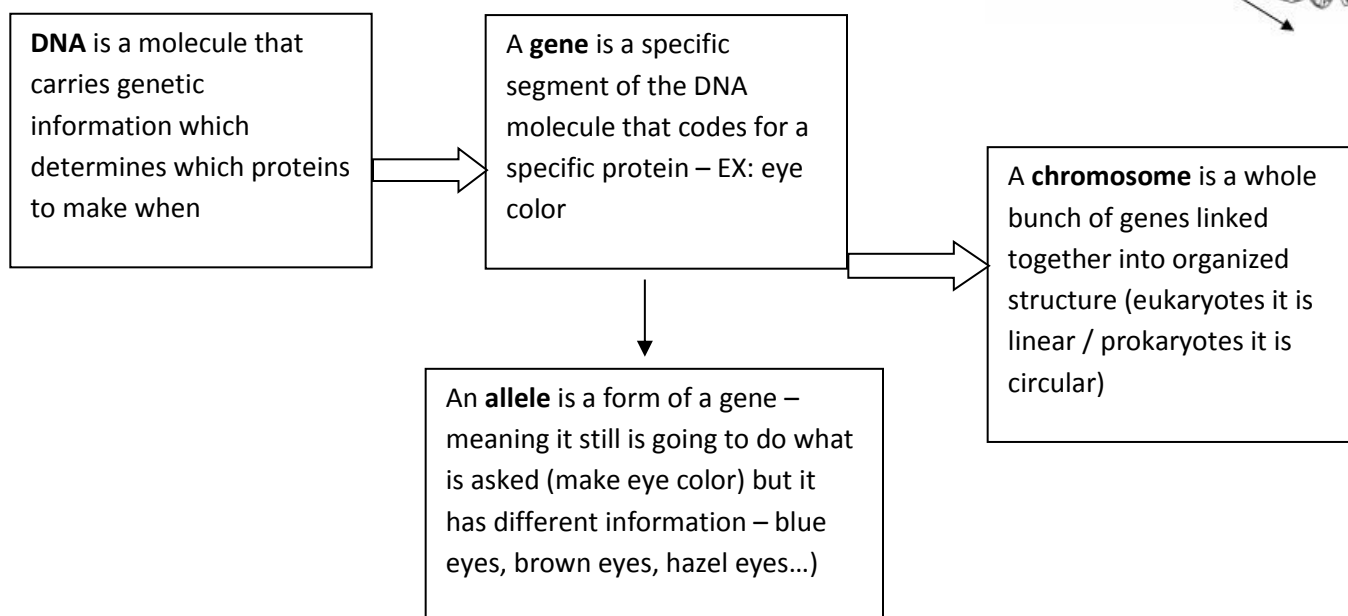 DNA is a molecule that
carries genetic
information which
determines which proteins
to make when
A gene is a specific
segment of the DNA
molecule that codes for a
specific protein – EX: eye
color
A chromosome is a whole
bunch of genes linked
together into organized
structure (eukaryotes it is
linear / prokaryotes it is
circular)
An allele is a form of a gene –
meaning it still is going to do what
is asked (make eye color) but it
has different information – blue
eyes, brown eyes, hazel eyes…)